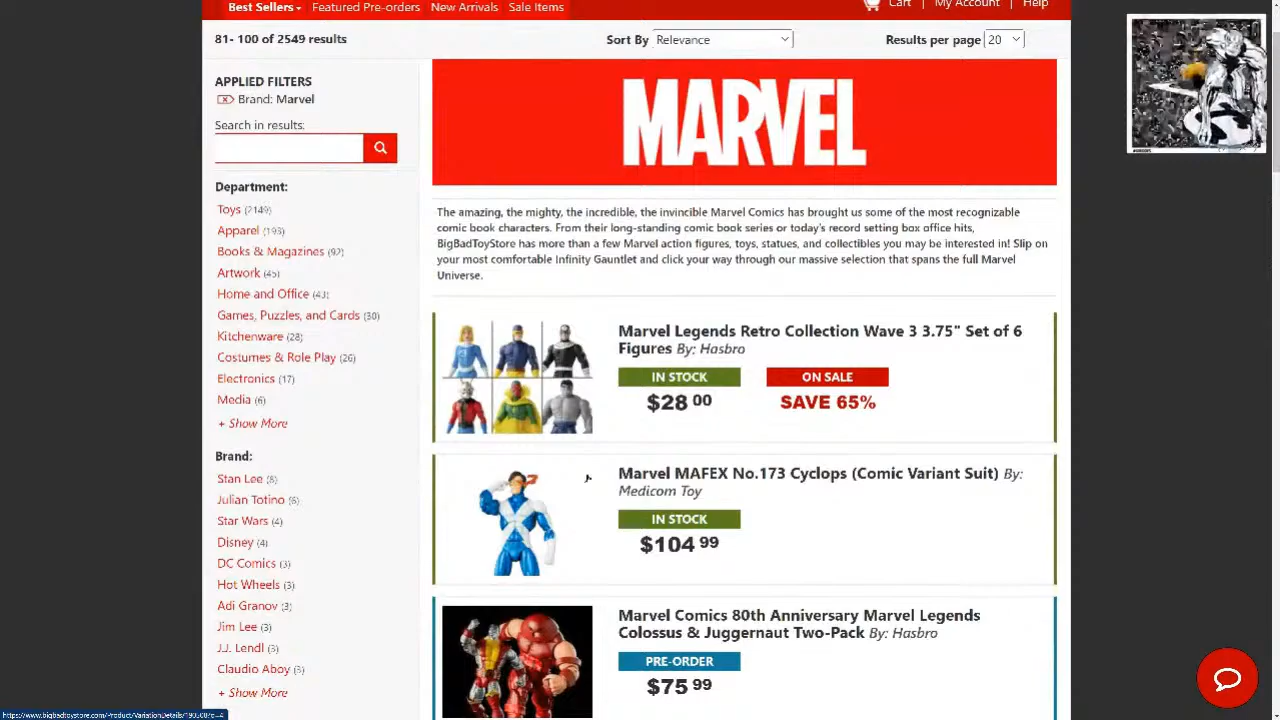 Best Sellers Featured Pre-orders New Arrivals Sale Items Cart | My Account | Help
81- 100 of 2549 results Sort By Relevance Results per page 20
APPLIED FILTERS
Brand: Marvel
Search in results:
Department:
Toys (2149)
Apparel (193)
Books & Magazines (92)
Artwork (45)
Home and Office (43)
Games, Puzzles, and Cards (30)
Kitchenware (28)
Costumes & Role Play (26)
Electronics (17)
Media (6)
+ Show More
Brand:
Stan Lee (8)
Julian Totino (6)
Star Wars (4)
Disney (4)
DC Comics (3)
Hot Wheels (3)
Adi Granov (3)
Jim Lee (3)
J.J. Lendl (3)
Claudio Aboy (3)
+ Show More
MARVEL
The amazing, the mighty, the incredible, the invincible Marvel Comics has brought us some of the most recognizable
comic book characters. From their long-standing comic book series or today's record setting box office hits,
BigBadToyStore has more than a few Marvel action figures, toys, statues, and collectibles you may be interested in! Slip on
your most comfortable Infinity Gauntlet and click your way through our massive selection that spans the full Marvel
Universe.
Marvel Legends Retro Collection Wave 3 3.75" Set of 6
Figures By: Hasbro
IN STOCK ON SALE
$28 00 SAVE 65%
Marvel MAFEX No.173 Cyclops (Comic Variant Suit) By:
Medicom Toy
IN STOCK
$104 99
Marvel Comics 80th Anniversary Marvel Legends
Colossus & Juggernaut Two-Pack By: Hasbro
PRE-ORDER
$75 99